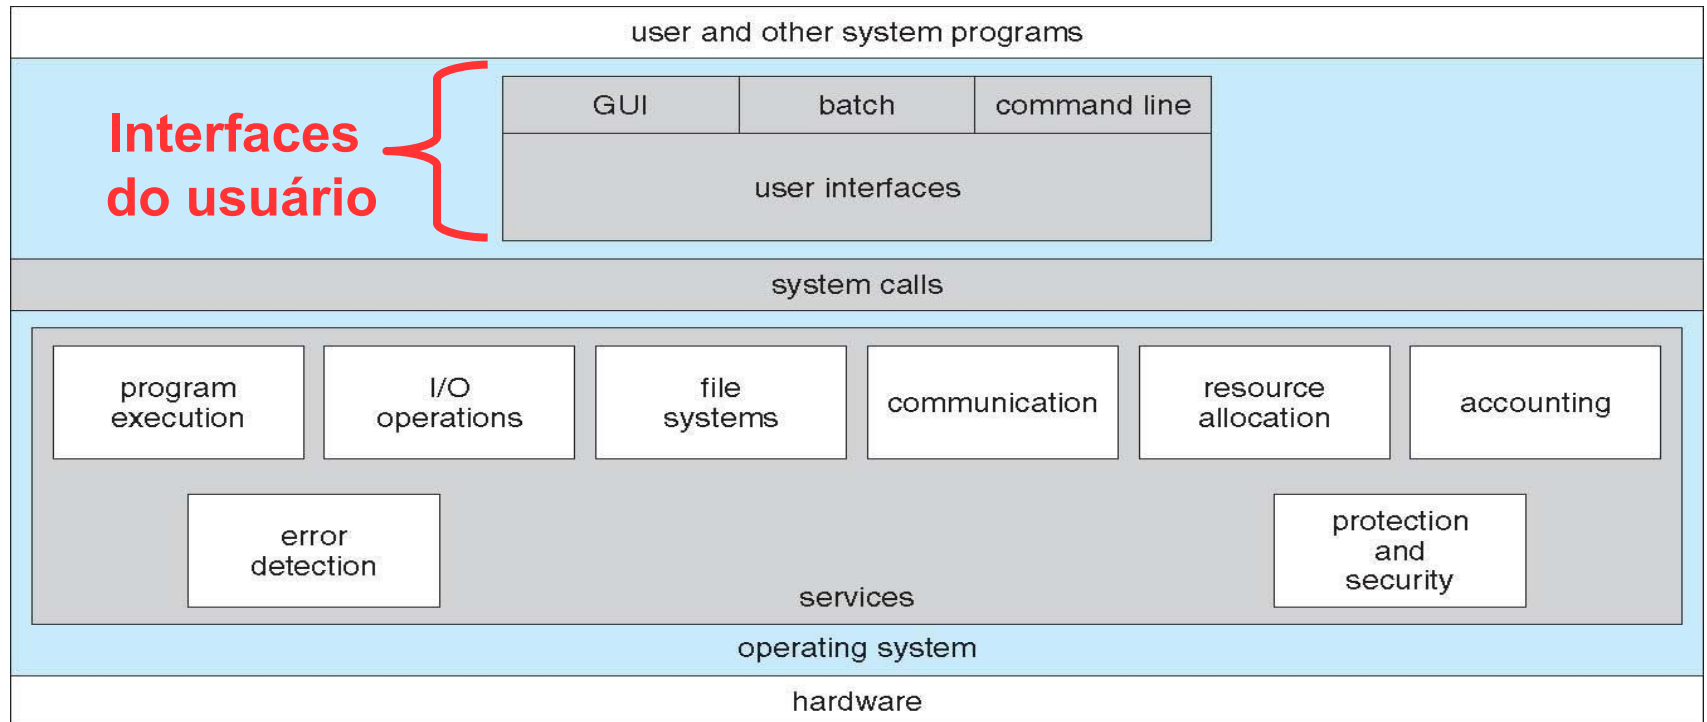 user and other system programs
GUI
batch
command line
Interfaces
do usuário
user interfaces
system calls
program
execution
I/O
operations
file
systems
communication
resource
allocation
accounting
error
detection
protection
and
security
services
operating system
hardware